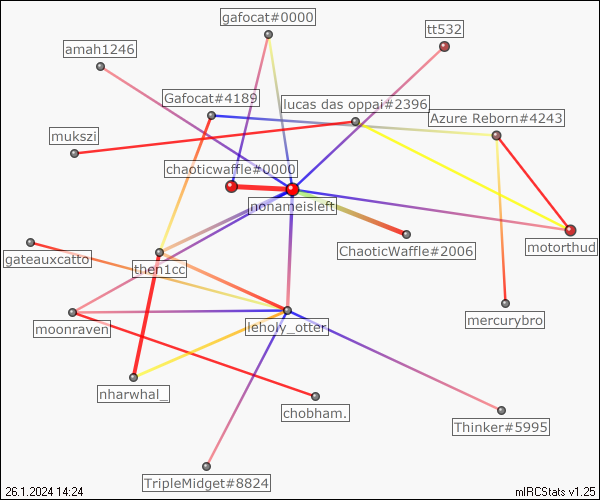 gafocat#0000
tt532
amah1246
Gafocat#4189
lucas das oppai#2396
Azure Reborn#4243
mukszi
chaoticwaffle#0000
nonameisleft
motorthud
ChaoticWaffle#2006
gateauxcatto
then1cc
mercurybro
moonraven
leholy_otter
nharwhal_
chobham.
Thinker#5995
TripleMidget#8824
26.1.2024 14:24
mIRCStats v1.25